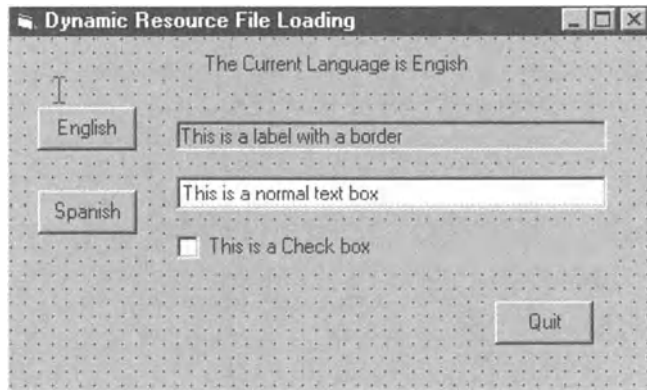 Dynamic Resource File Loading
The Current Language is Engish
English
This is a label with a border
This is a normal text box
Spanish
This is a Check box
Quit